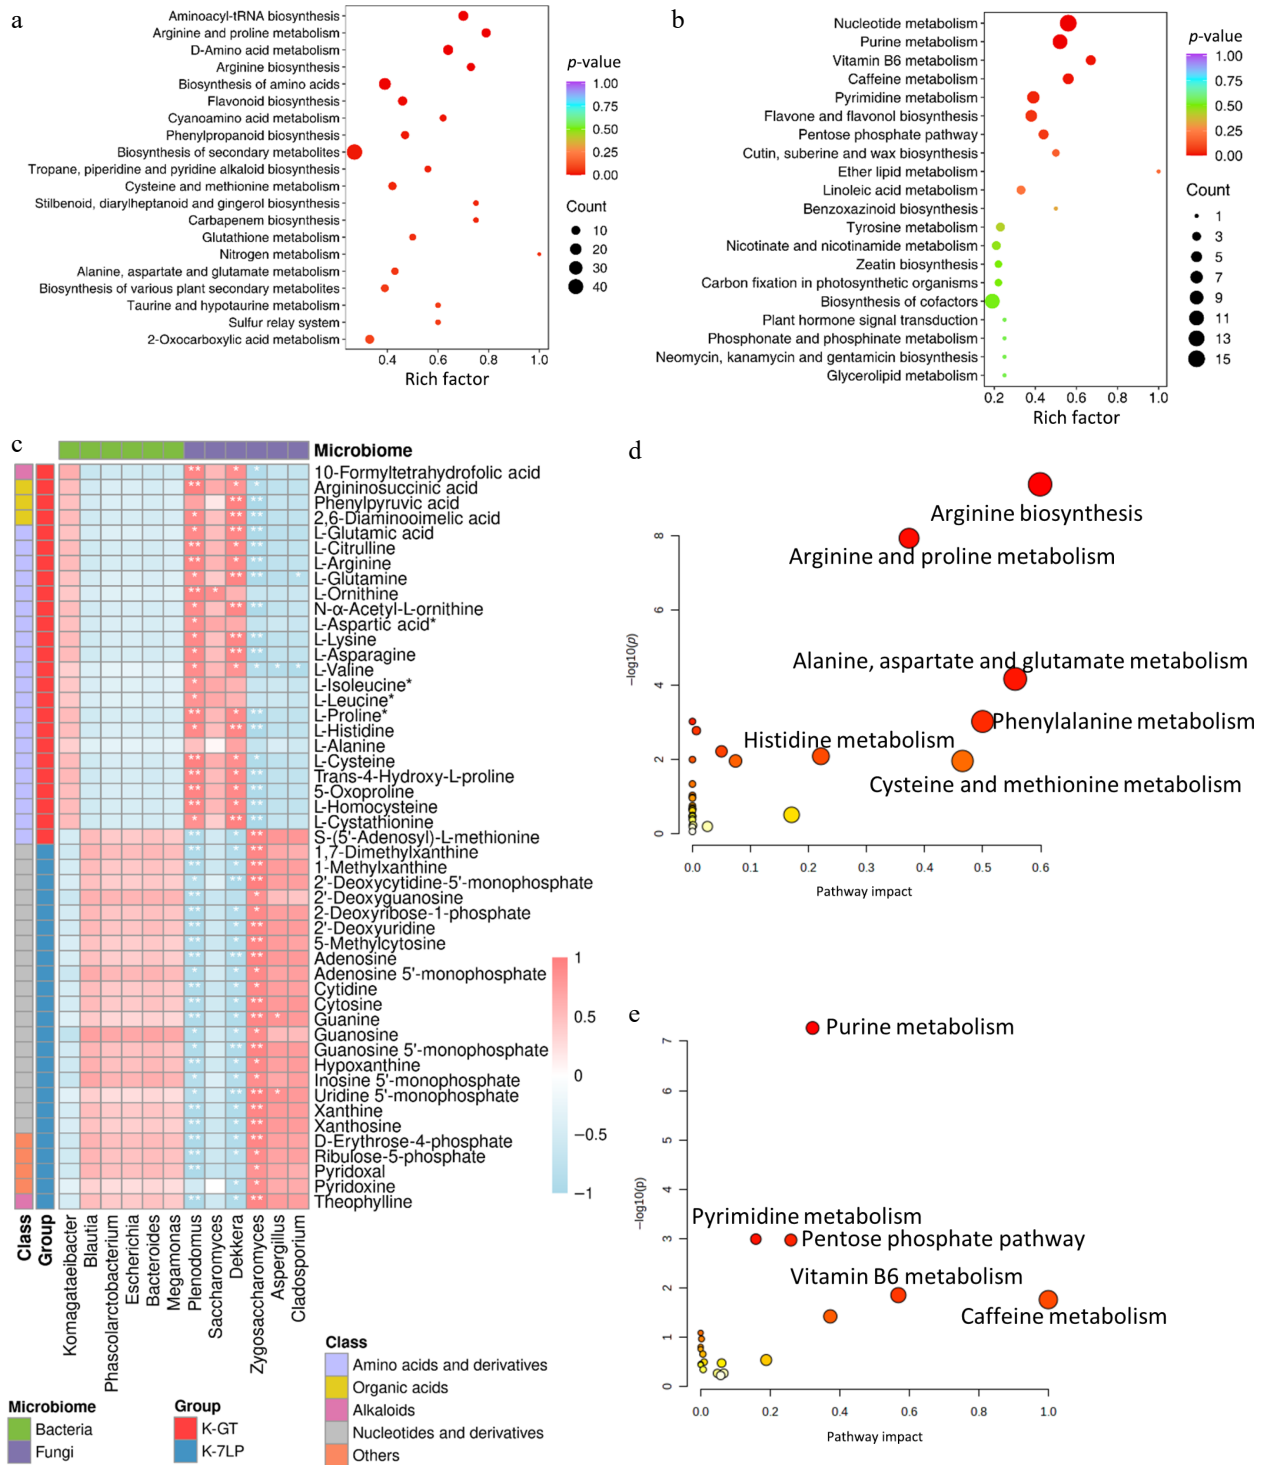 a
Aminoacyl-tRNA biosynthesis
Arginine and proline metabolism
D-Amino acid metabolism
Arginine biosynthesis
Biosynthesis of amino acids
Flavonoid biosynthesis
Cyanoamino acid metabolism
Phenylpropanoid biosynthesis
Biosynthesis of secondary metabolites
Tropane, piperidine and pyridine alkaloid biosynthesis
Cysteine and methionine metabolism
Stilbenoid, diarylheptanoid and gingerol biosynthesis
Carbapenem biosynthesis
Glutathione metabolism
Nitrogen metabolism
Alanine, aspartate and glutamate metabolism
Biosynthesis of various plant secondary metabolites
Taurine and hypotaurine metabolism
Sulfur relay system
2-Oxocarboxylic acid metabolism
0.4 0.6 0.8 1.0
Rich factor
p-value
1.00
0.75
0.50
0.25
0.00
Count
10
20
30
40
b
Nucleotide metabolism
Purine metabolism
Vitamin B6 metabolism
Caffeine metabolism
Pyrimidine metabolism
Flavone and flavonol biosynthesis
Pentose phosphate pathway
Cutin, suberine and wax biosynthesis
Ether lipid metabolism
Linoleic acid metabolism
Benzoxazinoid biosynthesis
Tyrosine metabolism
Nicotinate and nicotinamide metabolism
Zeatin biosynthesis
Carbon fixation in photosynthetic organisms
Biosynthesis of cofactors
Plant hormone signal transduction
Phosphonate and phosphinate metabolism
Neomycin, kanamycin and gentamicin biosynthesis
Glycerolipid metabolism
0.2 0.4 0.6 0.8 1.0
Rich factor
p-value
1.00
0.75
0.50
0.25
0.00
Count
1
3
5
7
9
11
13
15
c
Microbiome
10-Formyltetrahydrofolic acid
Argininosuccinic acid
Phenylpyruvic acid
2,6-Diaminooimelic acid
L-Glutamic acid
L-Citrulline
L-Arginine
L-Glutamine
L-Ornithine
N-α-Acetyl-L-ornithine
L-Aspartic acid*
L-Lysine
L-Asparagine
L-Valine
L-Isoleucine*
L-Leucine*
L-Proline*
L-Histidine
L-Alanine
L-Cysteine
Trans-4-Hydroxy-L-proline
5-Oxoproline
L-Homocysteine
L-Cystathionine
S-(5'-Adenosyl)-L-methionine
1,7-Dimethylxanthine
1-Methylxanthine
2'-Deoxycytidine-5'-monophosphate
2'-Deoxyguanosine
2-Deoxyribose-1-phosphate
2'-Deoxyuridine
5-Methylcytosine
Adenosine
Adenosine 5'-monophosphate
Cytidine
Cytosine
Guanine
Guanosine
Guanosine 5'-monophosphate
Hypoxanthine
Inosine 5'-monophosphate
Uridine 5'-monophosphate
Xanthine
Xanthosine
D-Erythrose-4-phosphate
Ribulose-5-phosphate
Pyridoxal
Pyridoxine
Theophylline
1
0.5
0
−0.5
−1
Class
Group
Komagataeibacter
Blautia
Phascolarctobacterium
Escherichia
Bacteroides
Megamonas
Plenodomus
Saccharomyces
Dekkera
Zygosaccharomyces
Aspergillus
Cladosporium
Microbiome
Bacteria
Fungi
Group
K-GT
K-7LP
Class
Amino acids and derivatives
Organic acids
Alkaloids
Nucleotides and derivatives
Others
d
Arginine biosynthesis
Arginine and proline metabolism
Alanine, aspartate and glutamate metabolism
Phenylalanine metabolism
Histidine metabolism
Cysteine and methionine metabolism
−log10(p)
8
6
4
2
0
0.0 0.1 0.2 0.3 0.4 0.5 0.6
Pathway impact
e
Purine metabolism
Pyrimidine metabolism
Pentose phosphate pathway
Vitamin B6 metabolism
Caffeine metabolism
−log10(p)
7
6
5
4
3
2
1
0
0.0 0.2 0.4 0.6 0.8 1.0
Pathway impact